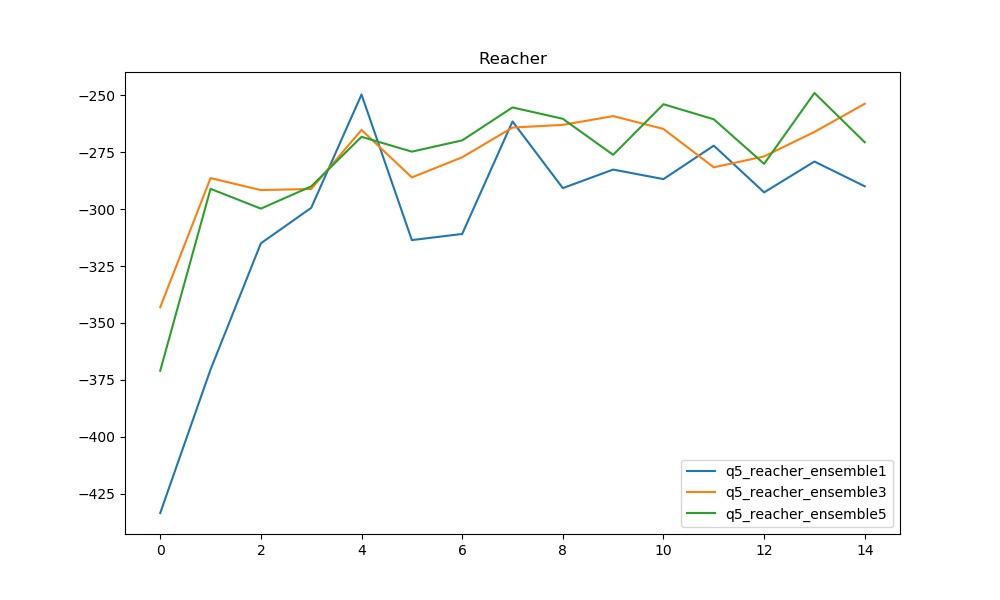 Reacher
−250
−275
−300
−325
−350
−375
−400
−425
0 2 4 6 8 10 12 14
q5_reacher_ensemble1
q5_reacher_ensemble3
q5_reacher_ensemble5